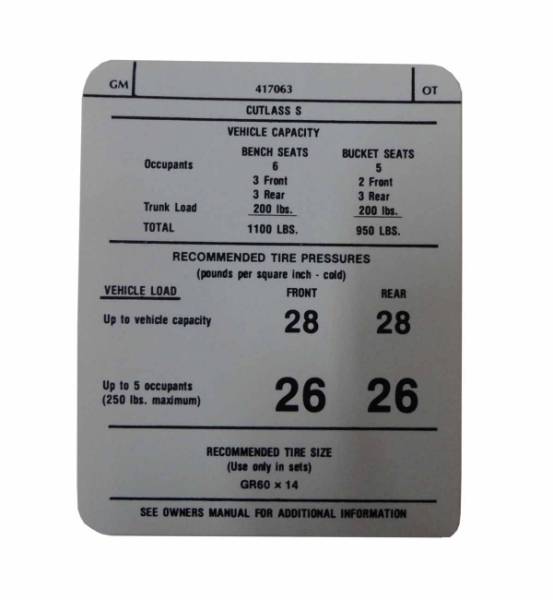 GM 417063 OT
CUTLASS S
VEHICLE CAPACITY
BENCH SEATS BUCKET SEATS
Occupants 6 5
3 Front 2 Front
3 Rear 3 Rear
Trunk Load 200 lbs. 200 lbs.
TOTAL 1100 LBS. 950 LBS.
RECOMMENDED TIRE PRESSURES
(pounds per square inch - cold)
VEHICLE LOAD FRONT REAR
Up to vehicle capacity 28 28
Up to 5 occupants
(250 lbs. maximum) 26 26
RECOMMENDED TIRE SIZE
(Use only in sets)
GR60 × 14
SEE OWNERS MANUAL FOR ADDITIONAL INFORMATION